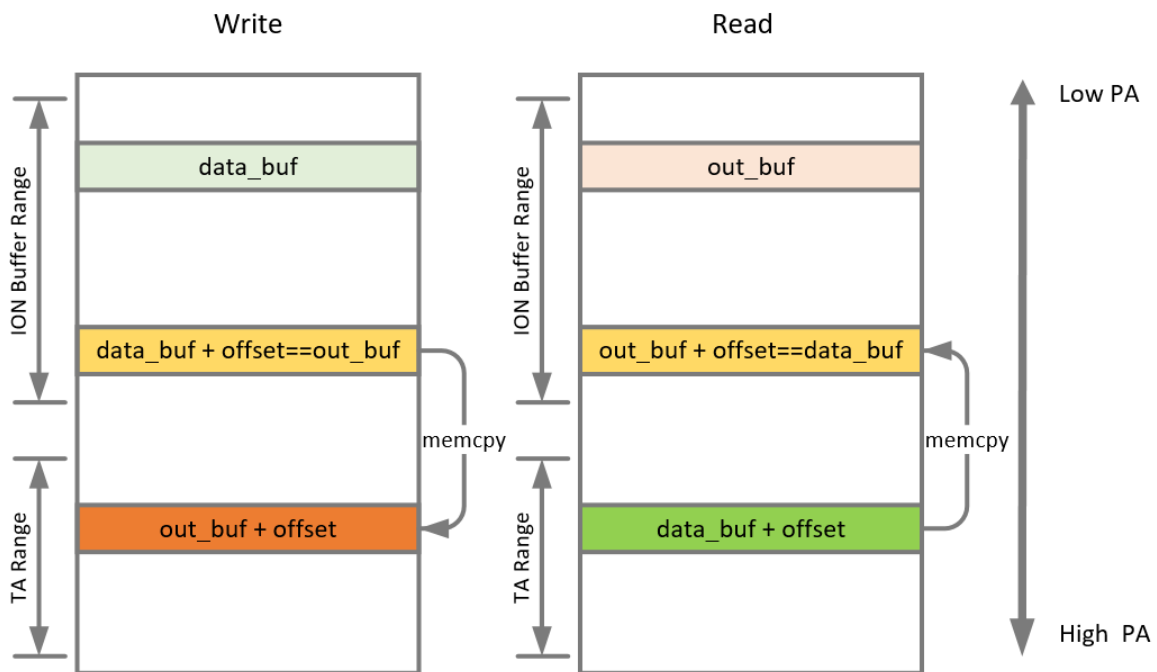 Write
Read
Low PA
ION Buffer Range
data_buf
ION Buffer Range
out_buf
data_buf + offset==out_buf
out_buf + offset==data_buf
memcpy
memcpy
TA Range
out_buf + offset
TA Range
data_buf + offset
High PA